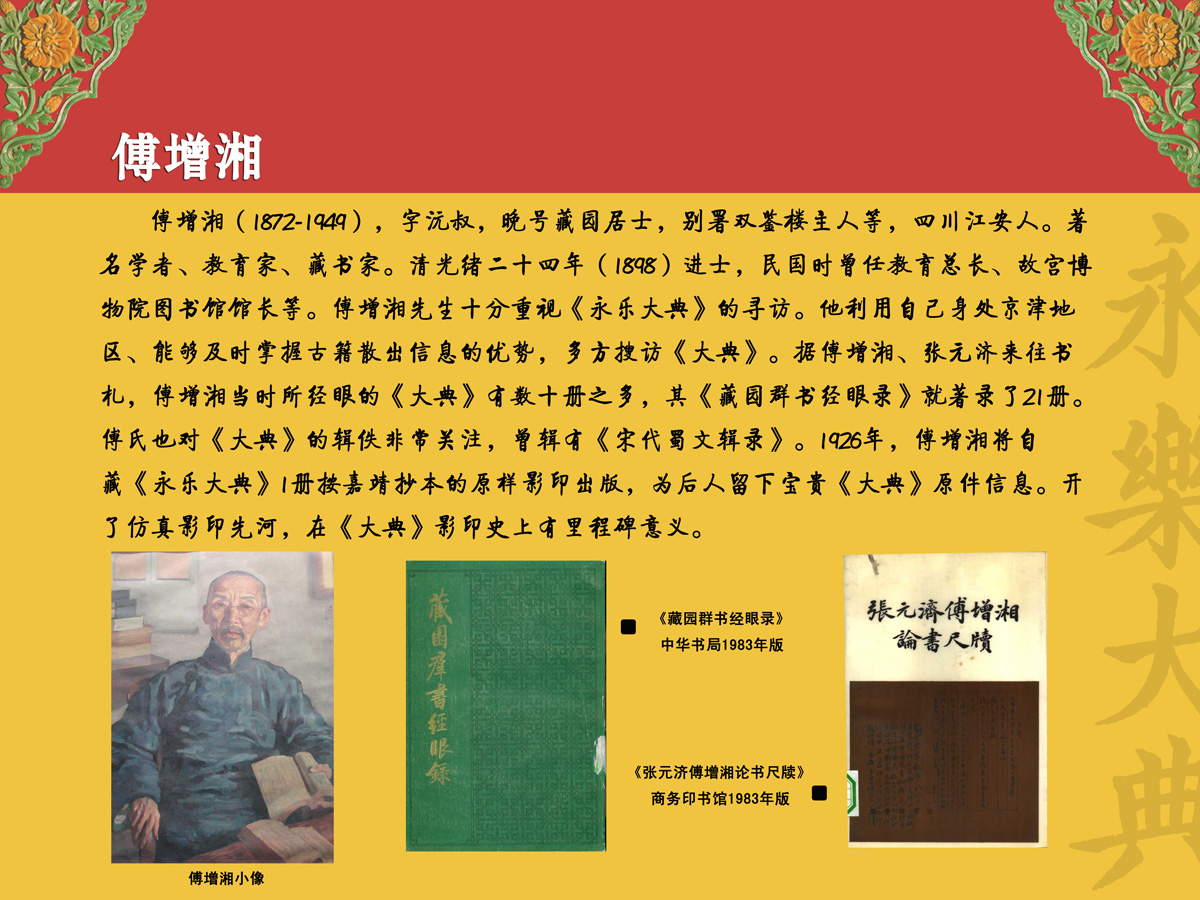 傅增湘
傅增湘（1872-1949），字沅叔，晚号藏园居士，别署双鉴楼主人等，四川江安人。著
名学者、教育家、藏书家。清光绪二十四年（1898）进士，民国时曾任教育总长、故宫博
物院图书馆馆长等。傅增湘先生十分重视《永乐大典》的寻访。他利用自己身处京津地
区、能够及时掌握古籍散出信息的优势，多方搜访《大典》。据傅增湘、张元济来往书
札，傅增湘当时所经眼的《大典》有数十册之多，其《藏园群书经眼录》就著录了21册。
傅氏也对《大典》的辑佚非常关注，曾辑有《宋代蜀文辑录》。1926年，傅增湘将自
藏《永乐大典》1册按嘉靖抄本的原样影印出版，为后人留下宝贵《大典》原件信息。开
了仿真影印先河，在《大典》影印史上有里程碑意义。
永樂大典
藏園羣書經眼錄
《藏园群书经眼录》
中华书局1983年版
張元濟傅增湘
論書尺牘
《张元济傅增湘论书尺牍》
商务印书馆1983年版
傅增湘小像